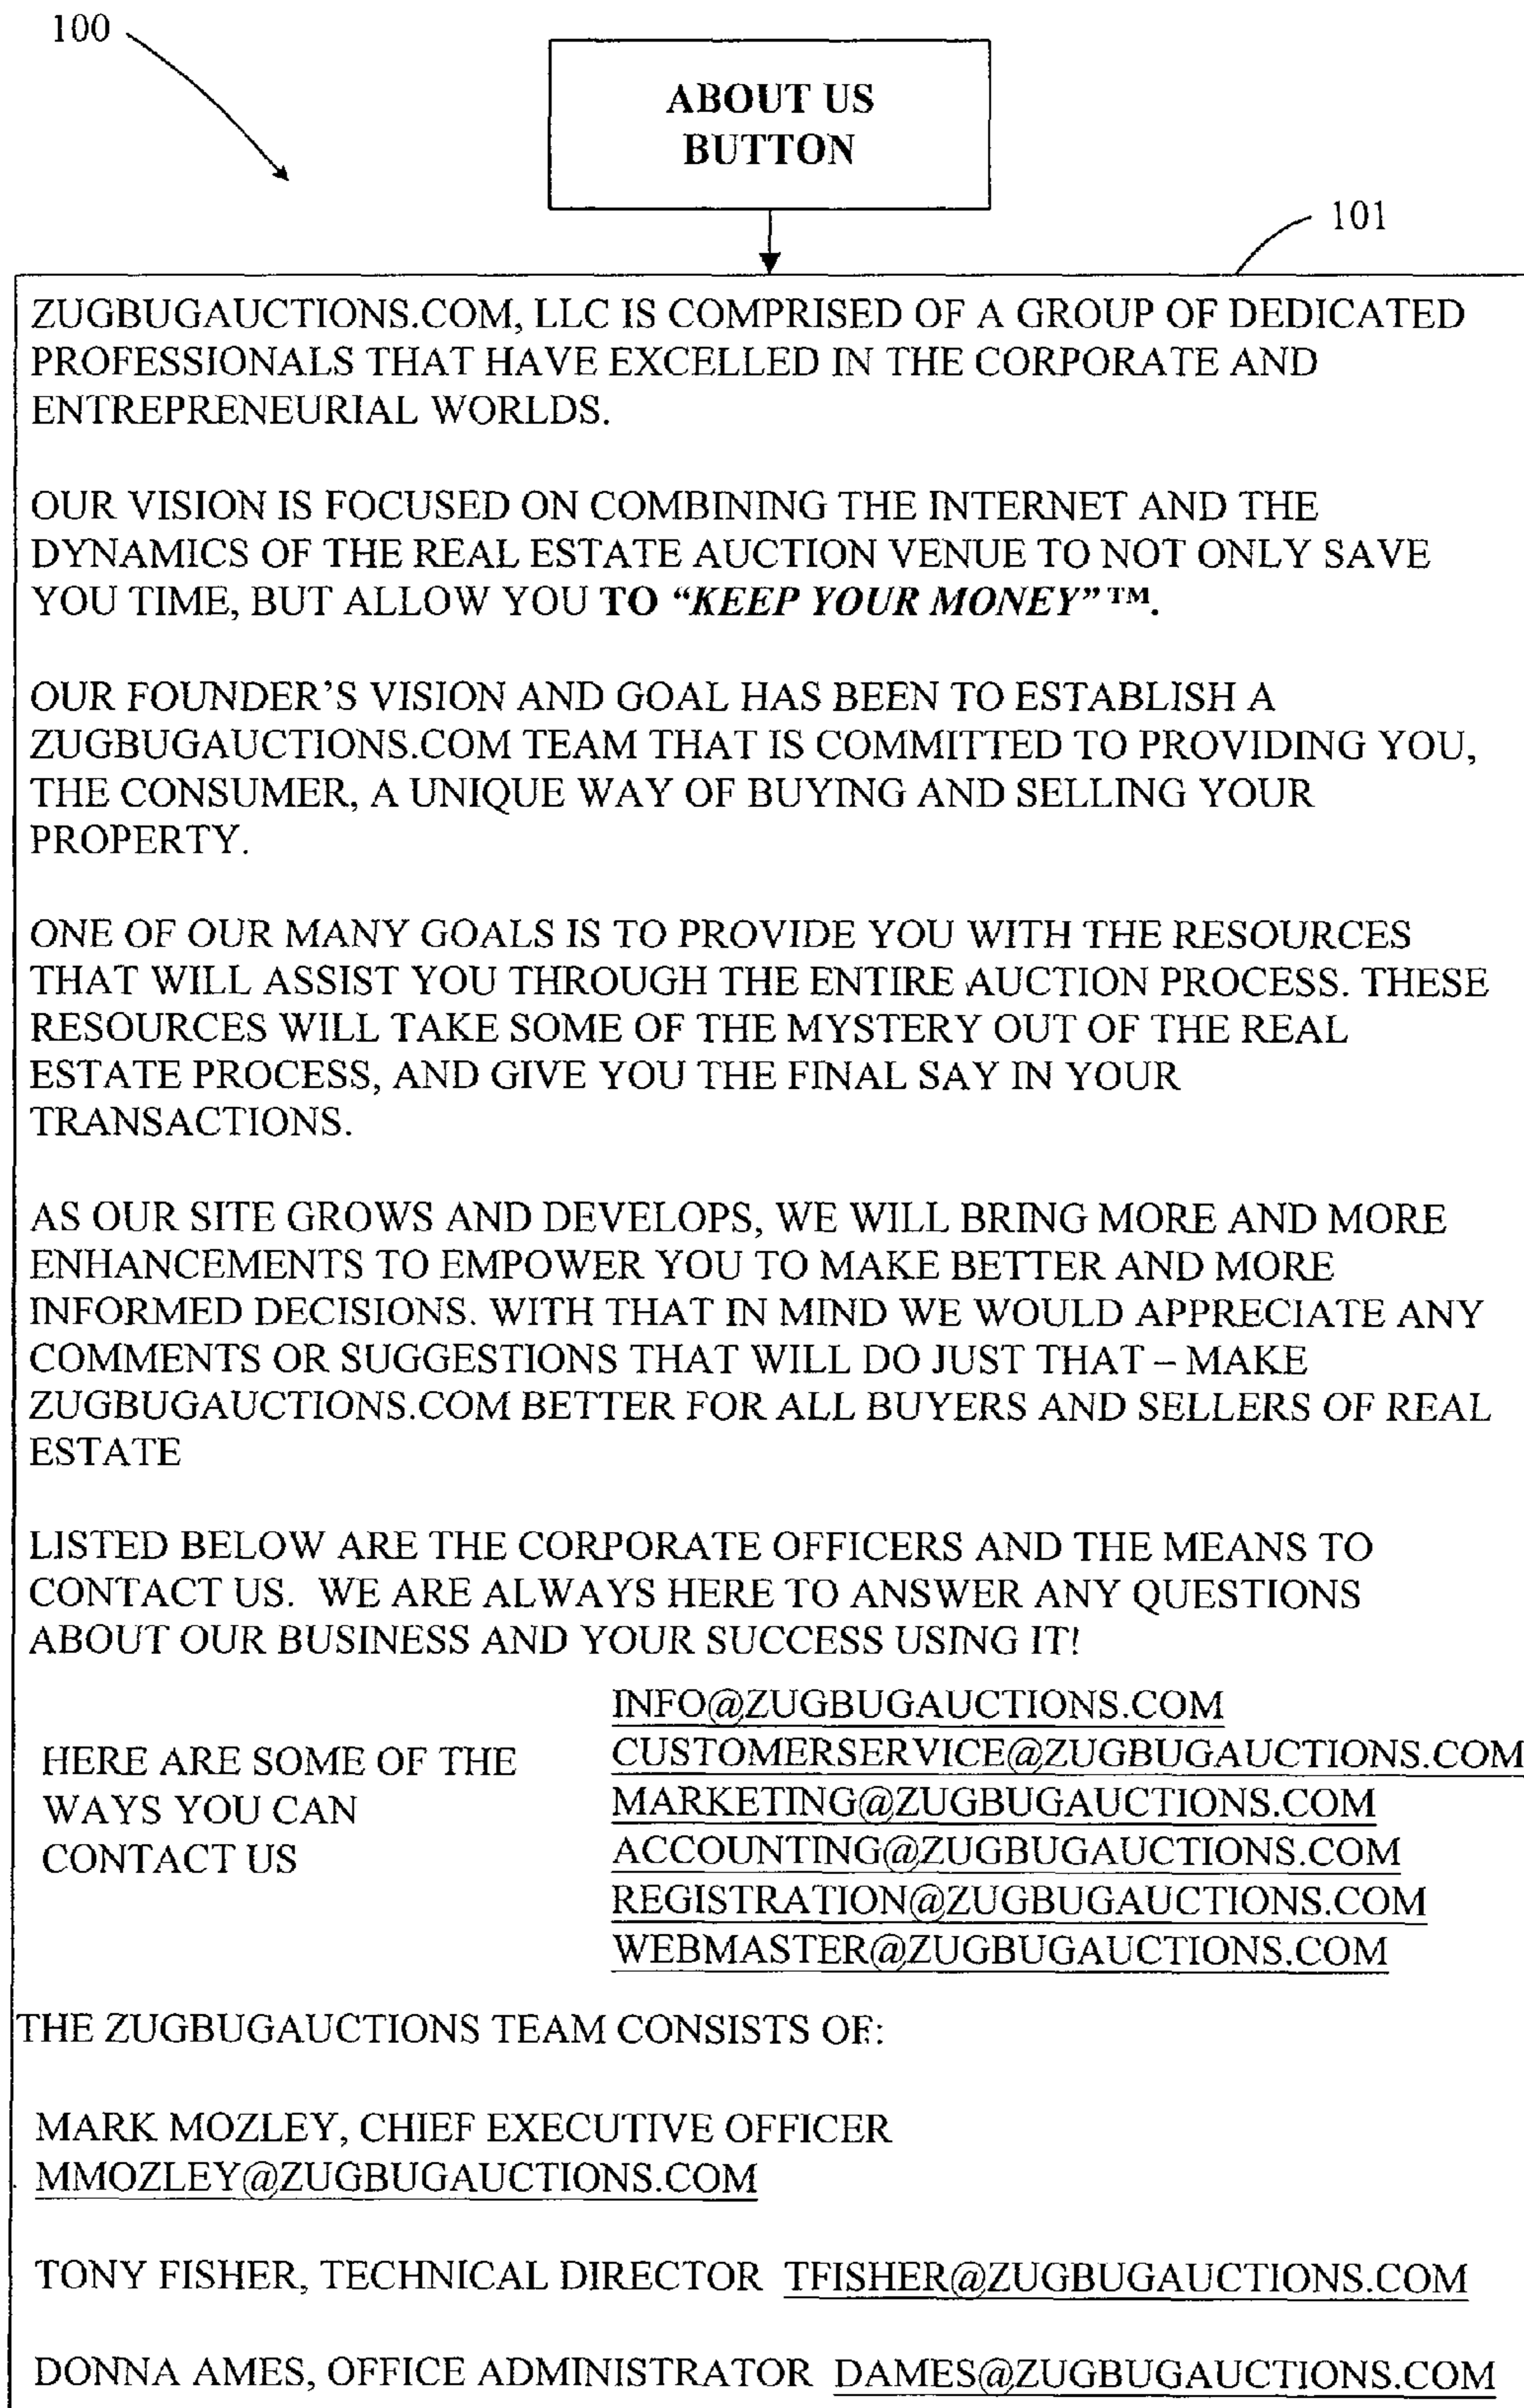 100
ABOUT US
BUTTON
101
ZUGBUGAUCTIONS.COM, LLC IS COMPRISED OF A GROUP OF DEDICATED
PROFESSIONALS THAT HAVE EXCELLED IN THE CORPORATE AND
ENTREPRENEURIAL WORLDS.
OUR VISION IS FOCUSED ON COMBINING THE INTERNET AND THE
DYNAMICS OF THE REAL ESTATE AUCTION VENUE TO NOT ONLY SAVE
YOU TIME, BUT ALLOW YOU TO “KEEP YOUR MONEY”™.
OUR FOUNDER’S VISION AND GOAL HAS BEEN TO ESTABLISH A
ZUGBUGAUCTIONS.COM TEAM THAT IS COMMITTED TO PROVIDING YOU,
THE CONSUMER, A UNIQUE WAY OF BUYING AND SELLING YOUR
PROPERTY.
ONE OF OUR MANY GOALS IS TO PROVIDE YOU WITH THE RESOURCES
THAT WILL ASSIST YOU THROUGH THE ENTIRE AUCTION PROCESS. THESE
RESOURCES WILL TAKE SOME OF THE MYSTERY OUT OF THE REAL
ESTATE PROCESS, AND GIVE YOU THE FINAL SAY IN YOUR
TRANSACTIONS.
AS OUR SITE GROWS AND DEVELOPS, WE WILL BRING MORE AND MORE
ENHANCEMENTS TO EMPOWER YOU TO MAKE BETTER AND MORE
INFORMED DECISIONS. WITH THAT IN MIND WE WOULD APPRECIATE ANY
COMMENTS OR SUGGESTIONS THAT WILL DO JUST THAT – MAKE
ZUGBUGAUCTIONS.COM BETTER FOR ALL BUYERS AND SELLERS OF REAL
ESTATE
LISTED BELOW ARE THE CORPORATE OFFICERS AND THE MEANS TO
CONTACT US.  WE ARE ALWAYS HERE TO ANSWER ANY QUESTIONS
ABOUT OUR BUSINESS AND YOUR SUCCESS USING IT!
HERE ARE SOME OF THE
WAYS YOU CAN
CONTACT US
INFO@ZUGBUGAUCTIONS.COM
CUSTOMERSERVICE@ZUGBUGAUCTIONS.COM
MARKETING@ZUGBUGAUCTIONS.COM
ACCOUNTING@ZUGBUGAUCTIONS.COM
REGISTRATION@ZUGBUGAUCTIONS.COM
WEBMASTER@ZUGBUGAUCTIONS.COM
THE ZUGBUGAUCTIONS TEAM CONSISTS OF:
MARK MOZLEY, CHIEF EXECUTIVE OFFICER
MMOZLEY@ZUGBUGAUCTIONS.COM
TONY FISHER, TECHNICAL DIRECTOR TFISHER@ZUGBUGAUCTIONS.COM
DONNA AMES, OFFICE ADMINISTRATOR DAMES@ZUGBUGAUCTIONS.COM